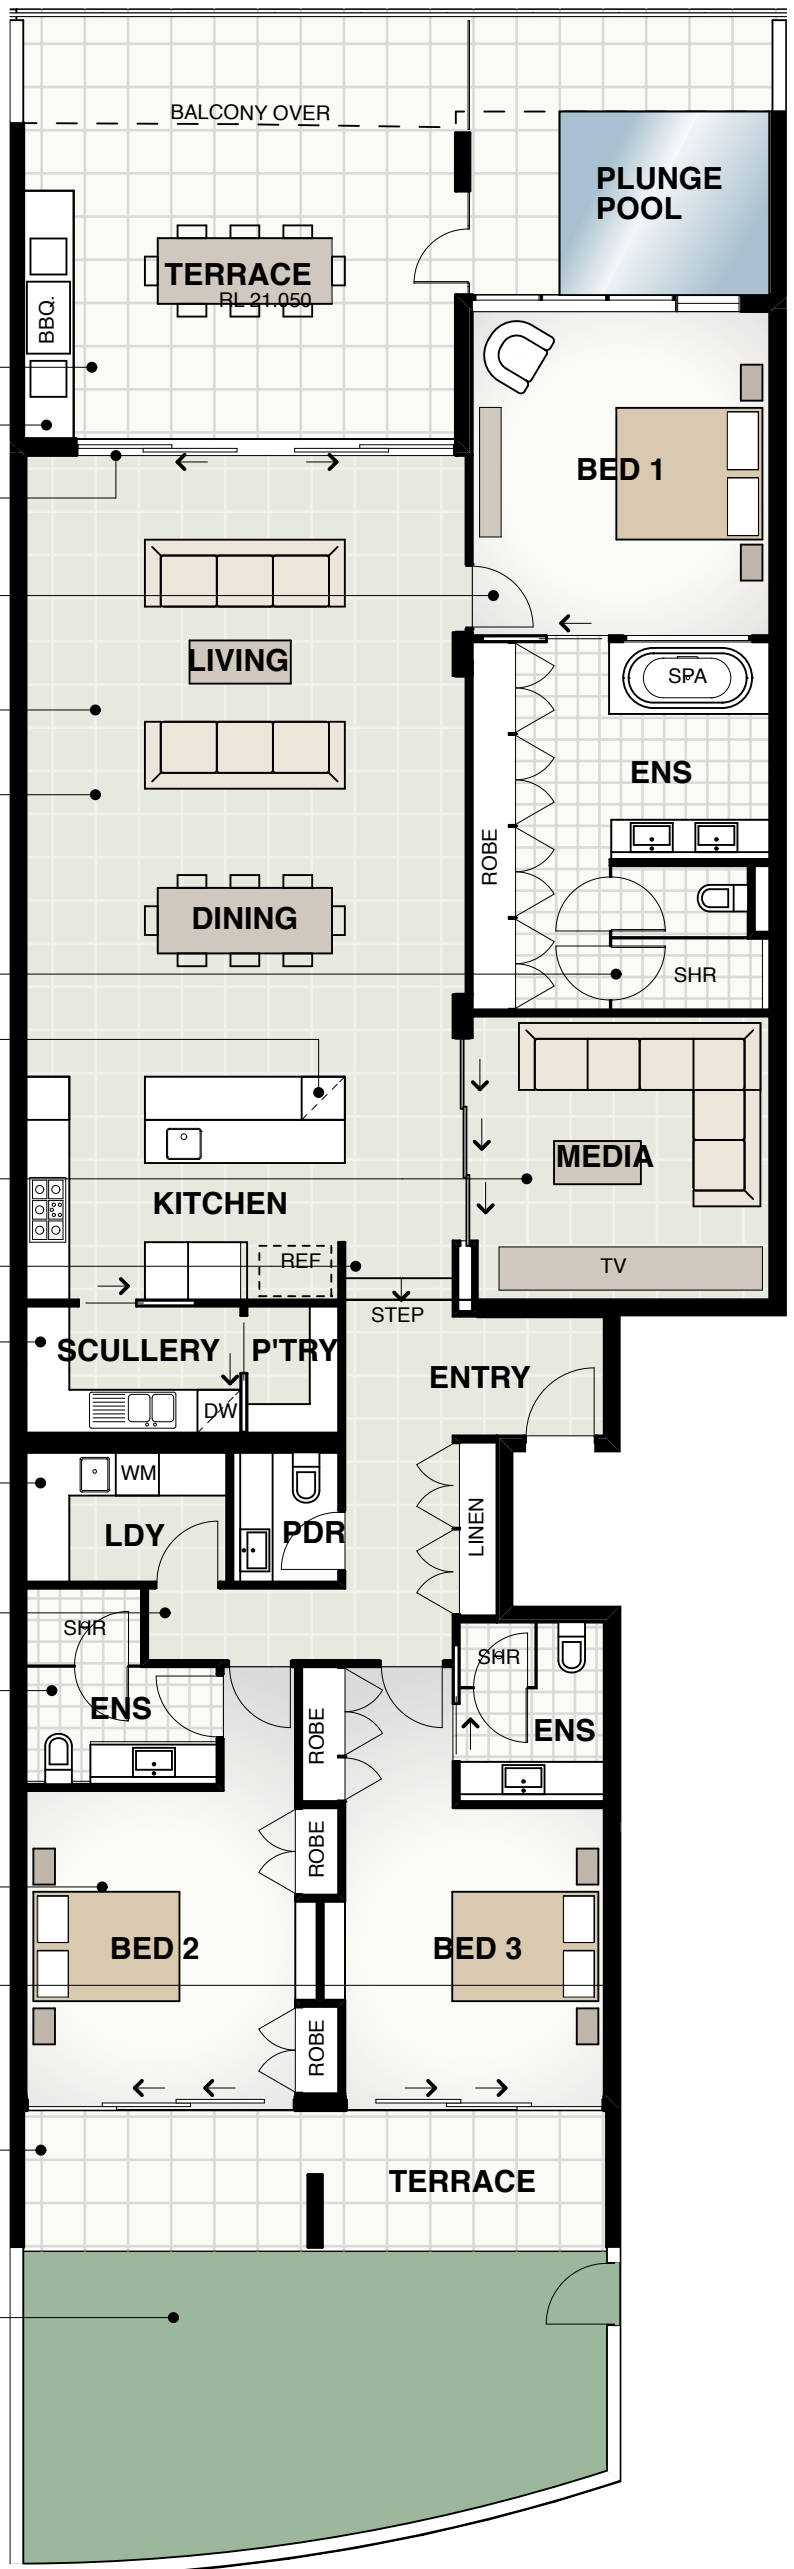 BALCONY OVER
PLUNGE
POOL
TERRACE
RL 21.050
BBQ.
BED 1
LIVING
SPA
ENS
ROBE
DINING
SHR
MEDIA
KITCHEN
REF
TV
STEP
SCULLERY
P'TRY
ENTRY
DW
WM
LINEN
LDY
PDR
SHR
SHR
ENS
ROBE
ENS
ROBE
BED 2
BED 3
ROBE
TERRACE